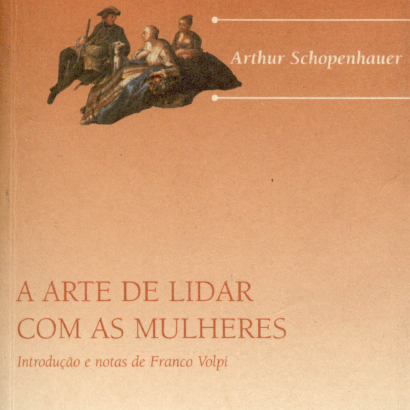 Arthur Schopenhauer
A ARTE DE LIDAR
COM AS MULHERES
Introdução e notas de Franco Volpi